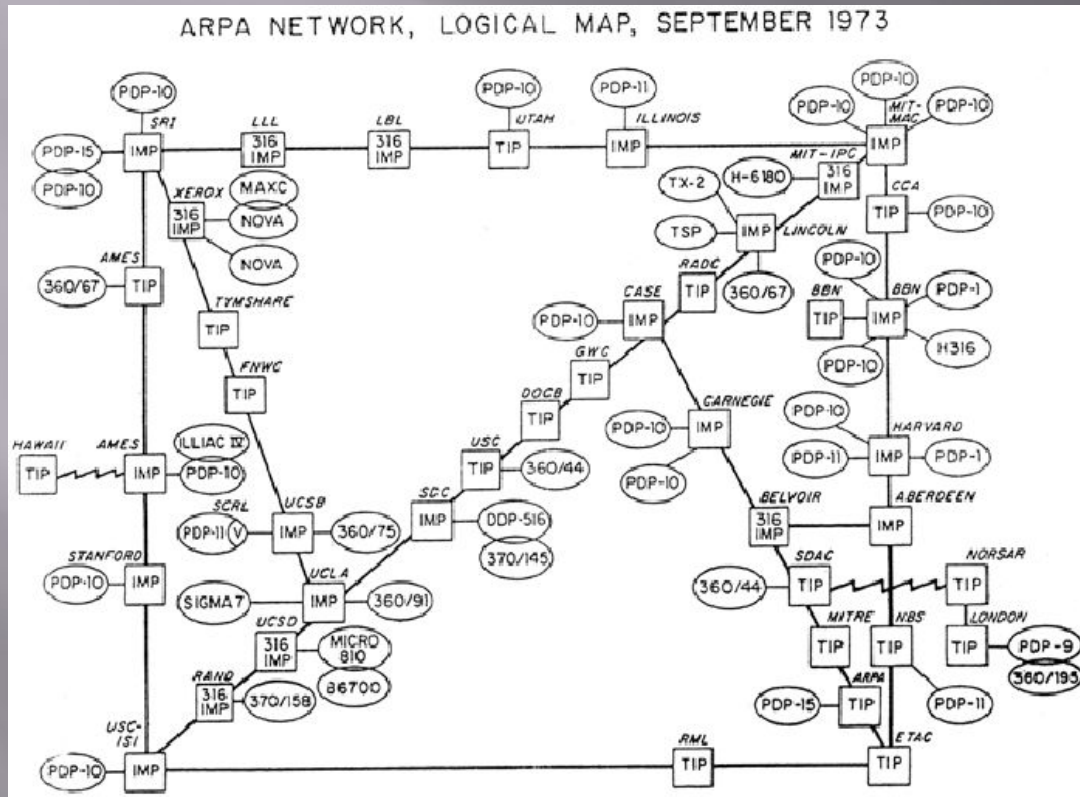 ARPA NETWORK, LOGICAL MAP, SEPTEMBER 1973
PDP-10
SRI
PDP-15
PDP-10
IMP
LLL
316
IMP
LBL
316
IMP
PDP-10
UTAH
TIP
PDP-11
ILLINOIS
IMP
PDP-10
PDP-10
PDP-10
MIT-
MAC
IMP
MIT-IPC
H-6180
316
IMP
CCA
TIP
PDP-10
XEROX
316
IMP
MAXC
NOVA
NOVA
TX-2
TSP
IMP
LINCOLN
360/67
AMES
360/67
TIP
TYMSHARE
TIP
RADC
TIP
CASE
PDP-10
IMP
PDP-10
BBN
TIP
BBN
IMP
PDP-1
H316
PDP-10
FNWC
TIP
GWC
TIP
DOCB
TIP
CARNEGIE
PDP-10
IMP
PDP-10
PDP-10
HARVARD
PDP-11
IMP
PDP-1
HAWAII
TIP
AMES
IMP
ILLIAC IV
PDP-10
USC
TIP
360/44
SDC
IMP
DDP-516
370/145
SCRL
PDP-11
V
UCSB
IMP
360/75
BELVOIR
316
IMP
ABERDEEN
IMP
STANFORD
PDP-10
IMP
UCLA
SIGMA 7
IMP
360/91
SDAC
360/44
TIP
NORSAR
TIP
UCSD
316
IMP
MICRO
810
B6700
MITRE
TIP
NBS
TIP
PDP-11
LONDON
TIP
PDP-9
360/195
RAND
316
IMP
370/158
ARPA
PDP-15
TIP
USC-
ISI
PDP-10
IMP
RML
TIP
ETAC
TIP